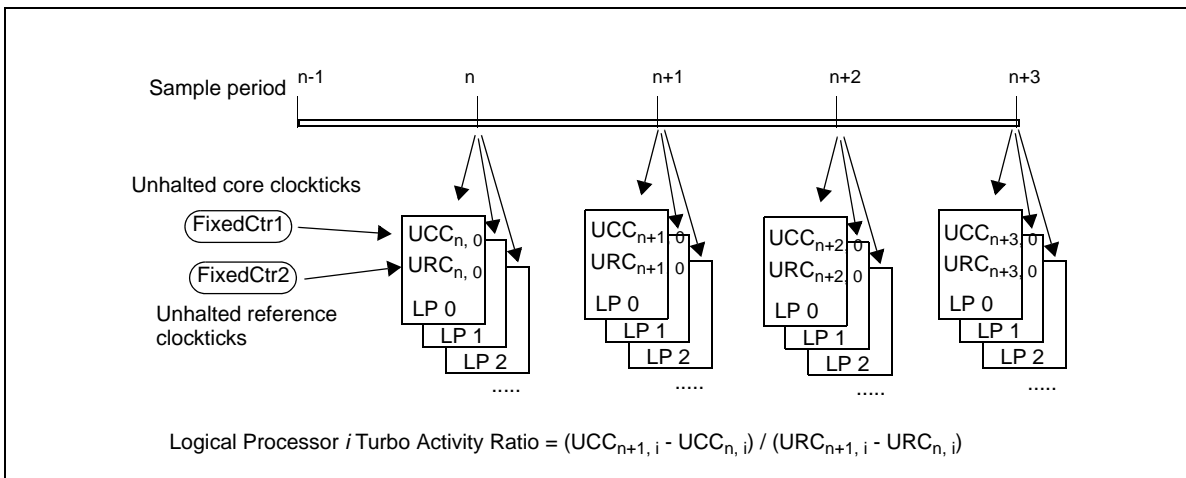 n-1 n n+1 n+2 n+3
Sample period
Unhalted core clockticks
FixedCtr1
FixedCtr2
Unhalted reference
clockticks
UCCn, 0
URCn, 0
LP 0
LP 1
LP 2
.....
UCCn+1, 0
URCn+1 0
LP 0
LP 1
LP 2
.....
UCCn+2, 0
URCn+2, 0
LP 0
LP 1
LP 2
.....
UCCn+3, 0
URCn+3, 0
LP 0
LP 1
LP 2
.....
Logical Processor i Turbo Activity Ratio = (UCCn+1, i - UCCn, i) / (URCn+1, i - URCn, i)